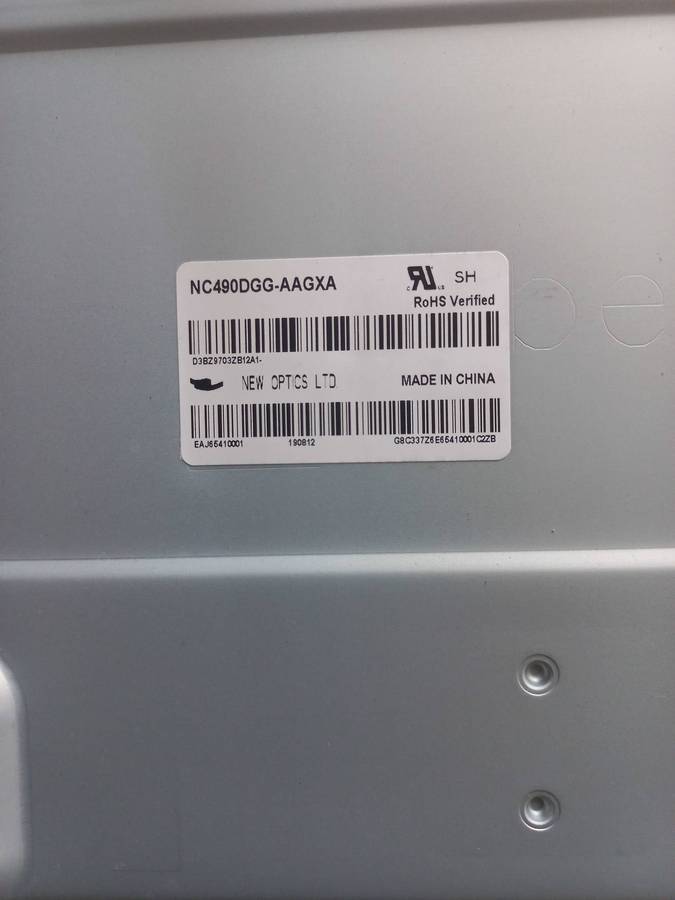 NC490DGG-AAGXA
SH
RoHS Verified
D3BZ9703ZB12A1-
NEW OPTICS LTD
MADE IN CHINA
EAJ65410001 190812 G8C337Z6E65410001C2ZB